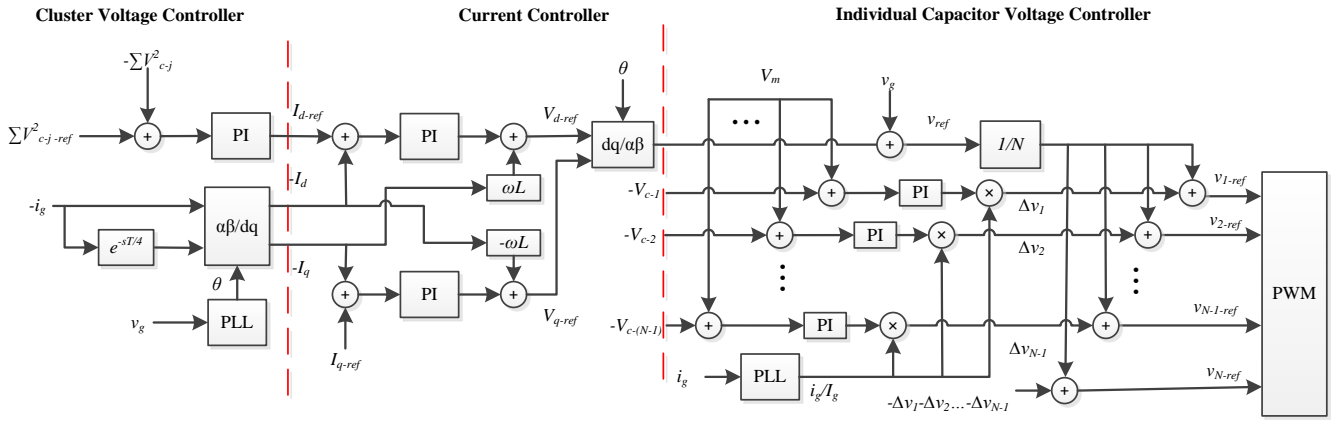 Cluster Voltage Controller
Current Controller
Individual Capacitor Voltage Controller
-∑V²c-j
∑V²c-j-ref
+
PI
Id-ref
+
PI
+
Vd-ref
θ
dq/αβ
-Id
ωL
-ig
αβ/dq
e^-sT/4
-ωL
-Iq
θ
vg
PLL
+
PI
+
Vq-ref
Iq-ref
Vm
...
vg
+
vref
1/N
-Vc-1
+
PI
×
Δv1
+
v1-ref
-Vc-2
+
PI
×
Δv2
+
v2-ref
⋮
⋮
PWM
-Vc-(N-1)
+
PI
×
+
vN-1-ref
ΔvN-1
ig
PLL
ig/Ig
-Δv1-Δv2...-ΔvN-1
+
vN-ref